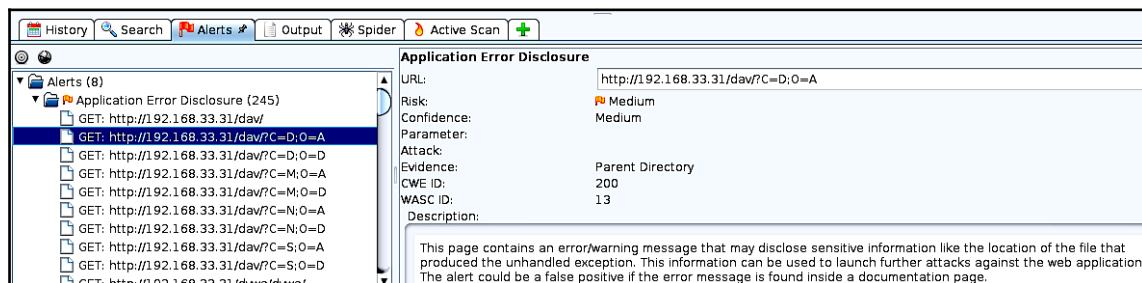 History Search Alerts Output Spider Active Scan
Alerts (8)
Application Error Disclosure (245)
GET: http://192.168.33.31/dav/
GET: http://192.168.33.31/dav/?C=D;O=A
GET: http://192.168.33.31/dav/?C=D;O=D
GET: http://192.168.33.31/dav/?C=M;O=A
GET: http://192.168.33.31/dav/?C=M;O=D
GET: http://192.168.33.31/dav/?C=N;O=A
GET: http://192.168.33.31/dav/?C=N;O=D
GET: http://192.168.33.31/dav/?C=S;O=A
GET: http://192.168.33.31/dav/?C=S;O=D
GET: http://192.168.33.31/dvwa/dvwa/
Application Error Disclosure
URL: http://192.168.33.31/dav/?C=D;O=A
Risk: Medium
Confidence: Medium
Parameter:
Attack:
Evidence: Parent Directory
CWE ID: 200
WASC ID: 13
Description:
This page contains an error/warning message that may disclose sensitive information like the location of the file that
produced the unhandled exception. This information can be used to launch further attacks against the web application
The alert could be a false positive if the error message is found inside a documentation page.